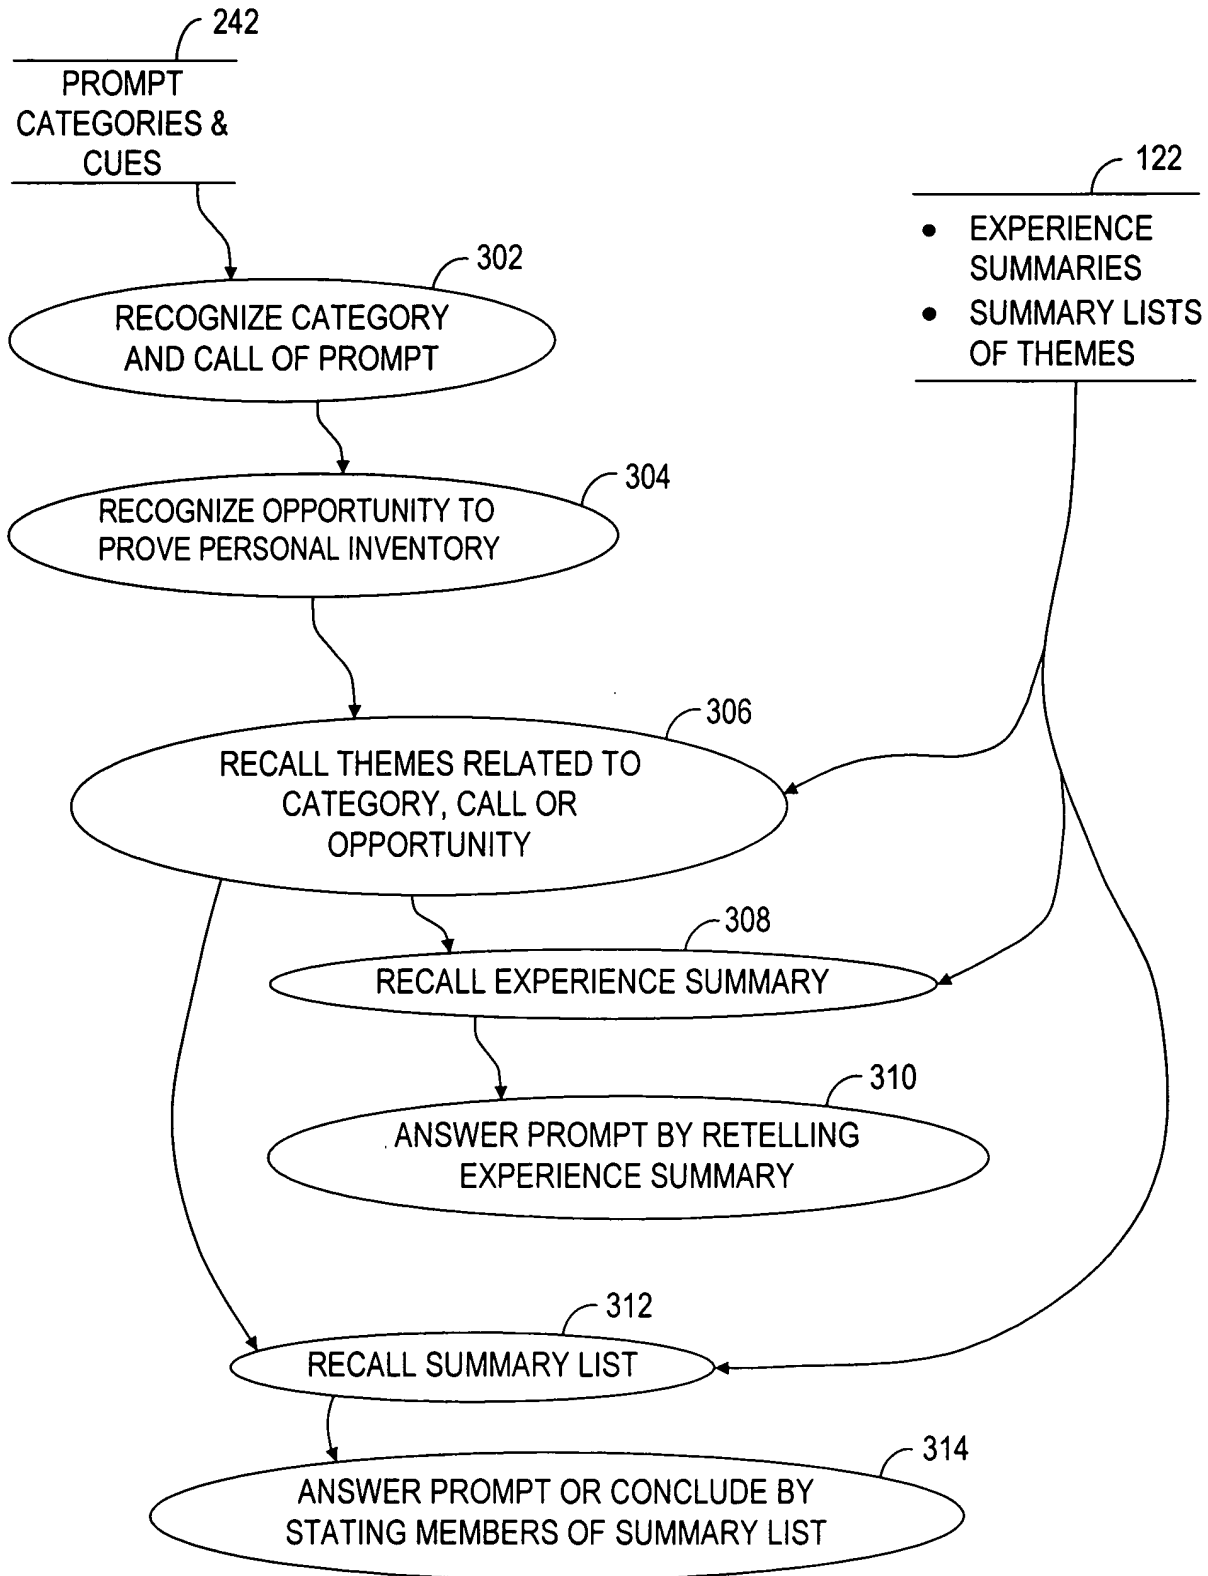 242
PROMPT
CATEGORIES &
CUES
122
• EXPERIENCE
SUMMARIES
• SUMMARY LISTS
OF THEMES
302
RECOGNIZE CATEGORY
AND CALL OF PROMPT
304
RECOGNIZE OPPORTUNITY TO
PROVE PERSONAL INVENTORY
306
RECALL THEMES RELATED TO
CATEGORY, CALL OR
OPPORTUNITY
308
RECALL EXPERIENCE SUMMARY
310
ANSWER PROMPT BY RETELLING
EXPERIENCE SUMMARY
312
RECALL SUMMARY LIST
314
ANSWER PROMPT OR CONCLUDE BY
STATING MEMBERS OF SUMMARY LIST